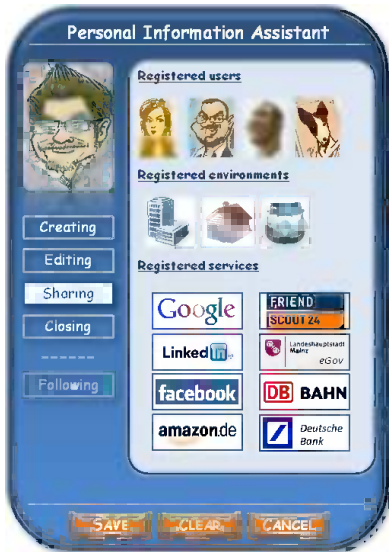 Personal Information Assistant
Registered users
Registered environments
Creating
Editing
Sharing
Closing
------
Following
Registered services
Google
FRIEND
SCOUT 24
Linked in
Landeshauptstadt
Mainz
eGov
facebook
DB BAHN
amazon.de
Deutsche
Bank
SAVE
CLEAR
CANCEL